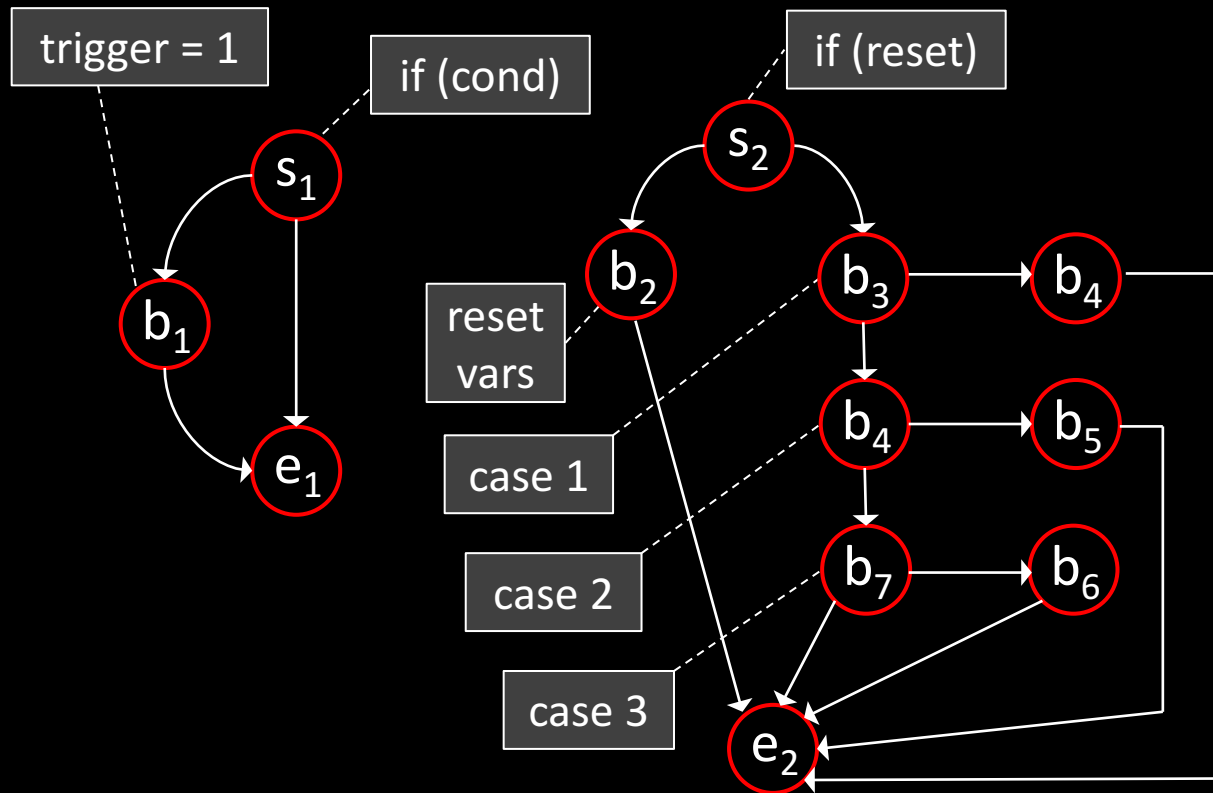 trigger = 1
if (cond)
if (reset)
s₁
s₂
b₁
e₁
b₂
b₃
b₄
reset
vars
case 1
b₄
b₅
case 2
b₇
b₆
case 3
e₂